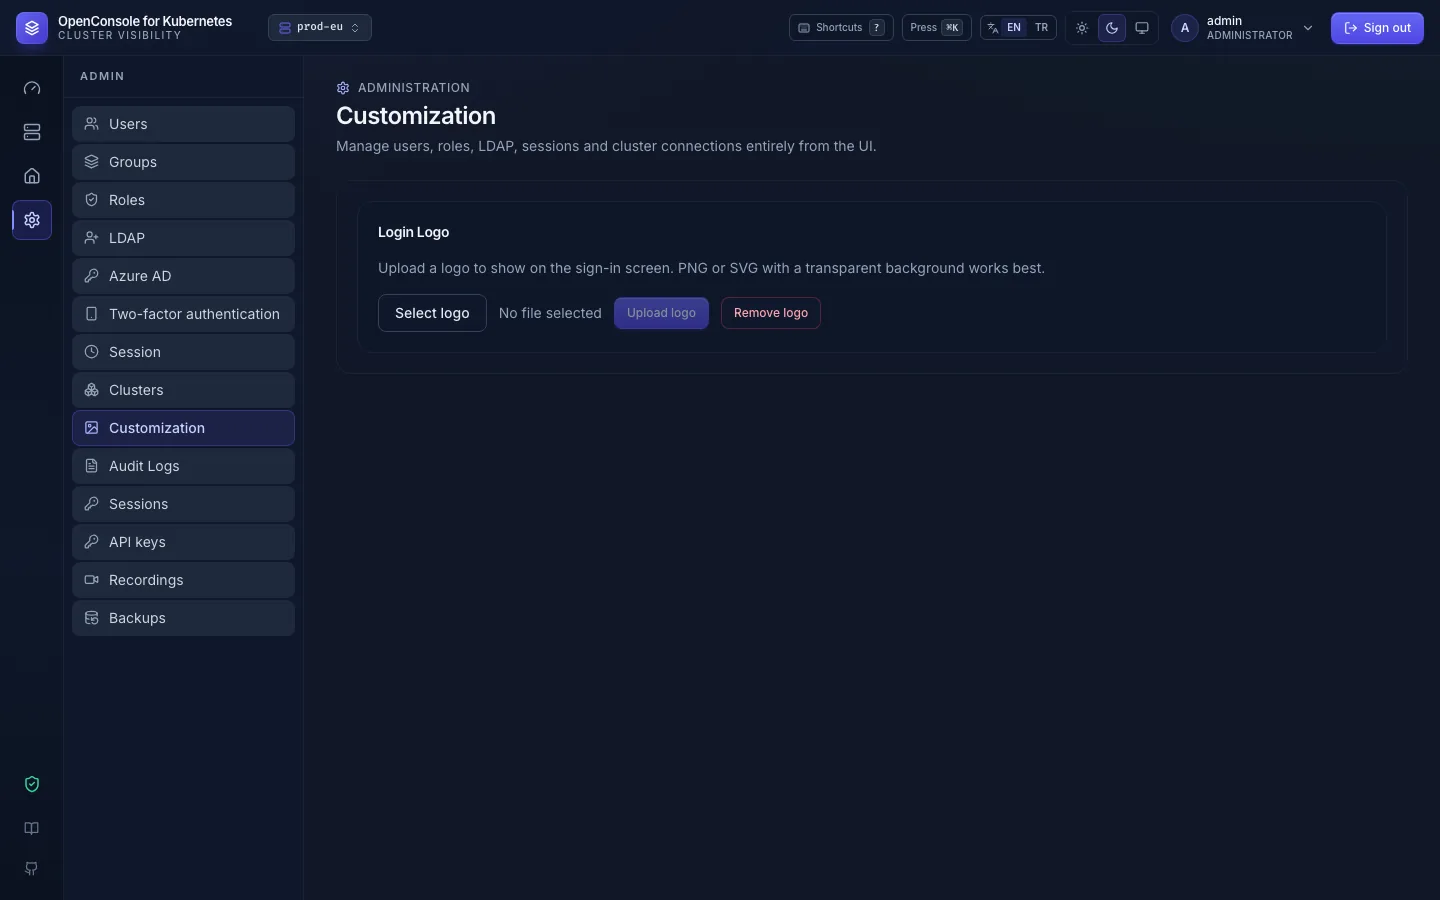 OpenConsole for Kubernetes
CLUSTER VISIBILITY
prod-eu
Shortcuts ?
Press ⌘K
EN TR
A
admin
ADMINISTRATOR
Sign out
ADMIN
Users
Groups
Roles
LDAP
Azure AD
Two-factor authentication
Session
Clusters
Customization
Audit Logs
Sessions
API keys
Recordings
Backups
ADMINISTRATION
Customization
Manage users, roles, LDAP, sessions and cluster connections entirely from the UI.
Login Logo
Upload a logo to show on the sign-in screen. PNG or SVG with a transparent background works best.
Select logo No file selected Upload logo Remove logo